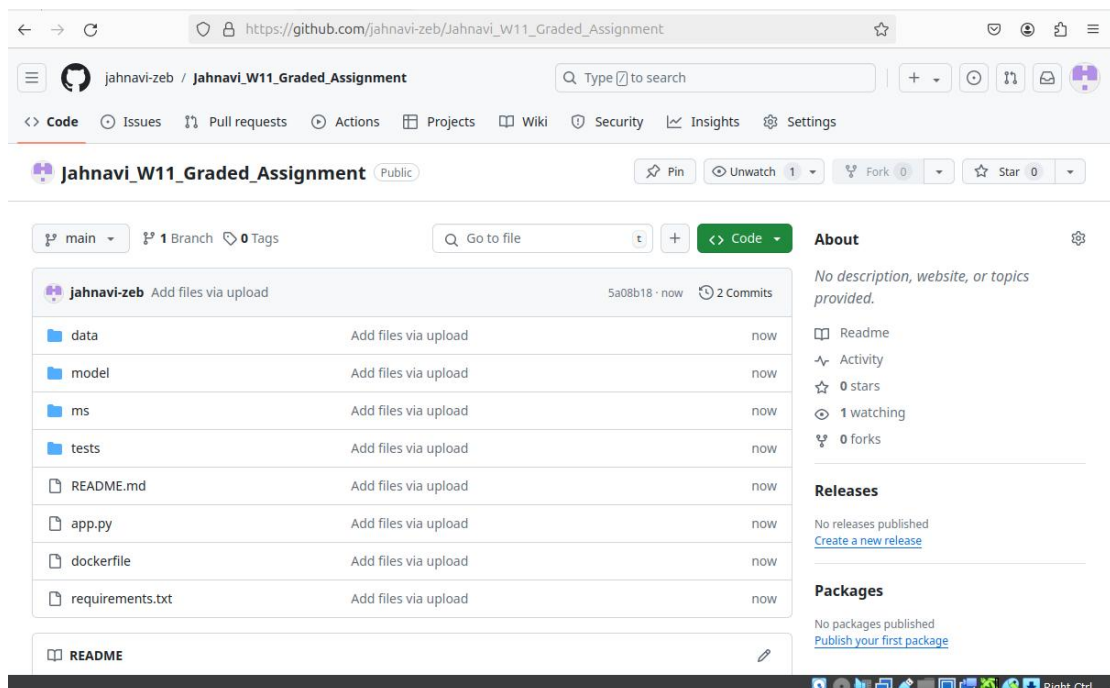 https://github.com/jahnavi-zeb/Jahnavi_W11_Graded_Assignment
jahnavi-zeb / Jahnavi_W11_Graded_Assignment
Type / to search
Code Issues Pull requests Actions Projects Wiki Security Insights Settings
Jahnavi_W11_Graded_Assignment Public
Pin Unwatch 1 Fork 0 Star 0
main 1 Branch 0 Tags Go to file t Code
jahnavi-zeb Add files via upload 5a08b18 · now 2 Commits
data Add files via upload now
model Add files via upload now
ms Add files via upload now
tests Add files via upload now
README.md Add files via upload now
app.py Add files via upload now
dockerfile Add files via upload now
requirements.txt Add files via upload now
README
About
No description, website, or topics
provided.
Readme
Activity
0 stars
1 watching
0 forks
Releases
No releases published
Create a new release
Packages
No packages published
Publish your first package
Right Ctrl